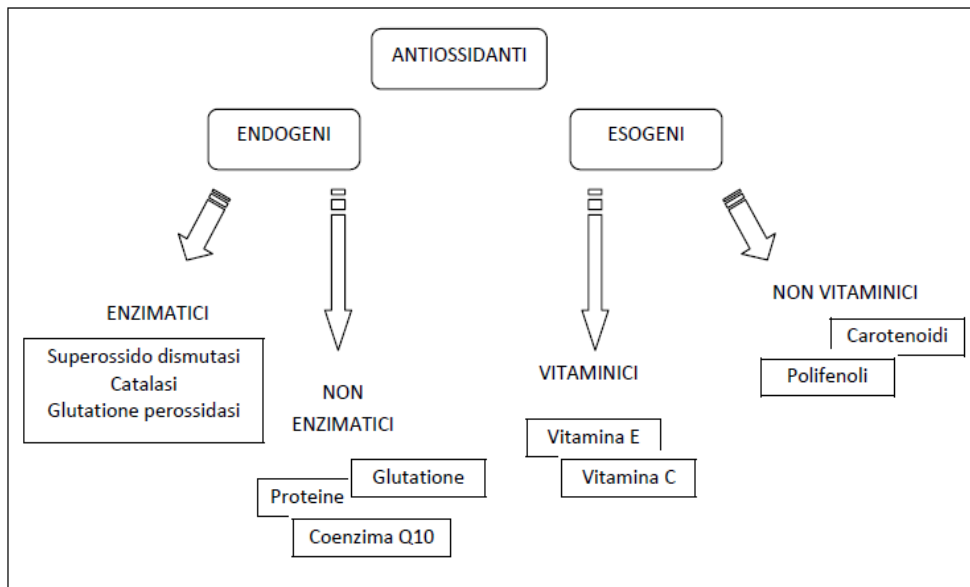 ANTIOSSIDANTI
ENDOGENI
ESOGENI
ENZIMATICI
Superossido dismutasi
Catalasi
Glutatione perossidasi
NON
ENZIMATICI
Glutatione
Proteine
Coenzima Q10
VITAMINICI
Vitamina E
Vitamina C
NON VITAMINICI
Carotenoidi
Polifenoli